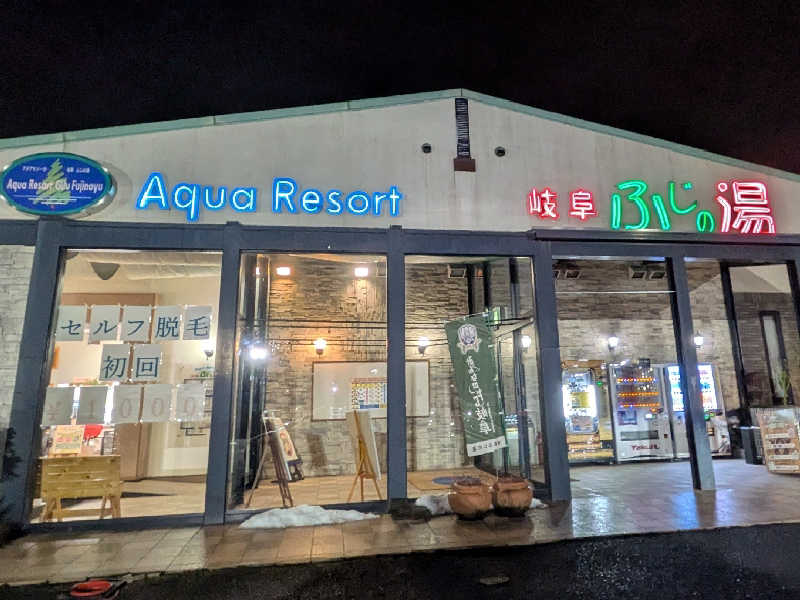 Aqua Resort Gifu Fujinoyu
Aqua Resort
岐阜 ふじの湯
セルフ脱毛
初回
¥1000